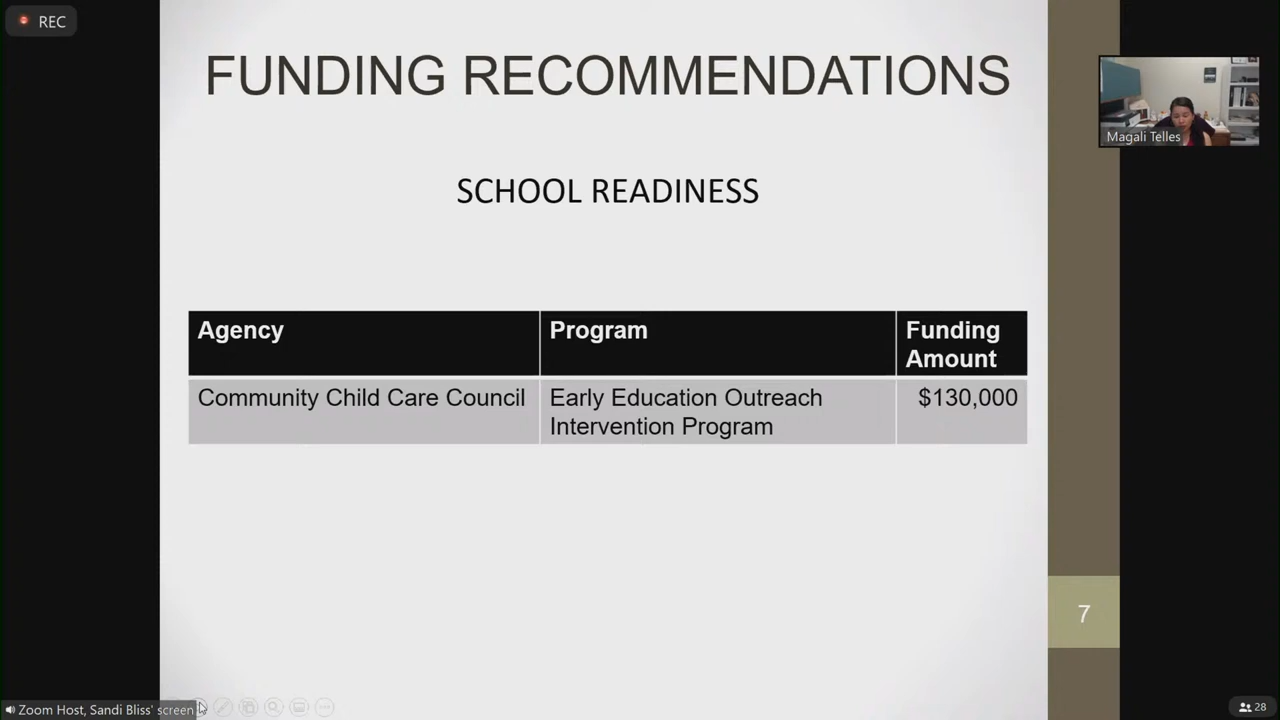 REC
FUNDING RECOMMENDATIONS
Magali Telles
SCHOOL READINESS
Agency
Program
Funding
Amount
Community Child Care Council
Early Education Outreach
Intervention Program
$130,000
7
Zoom Host, Sandi Bliss' screen
28